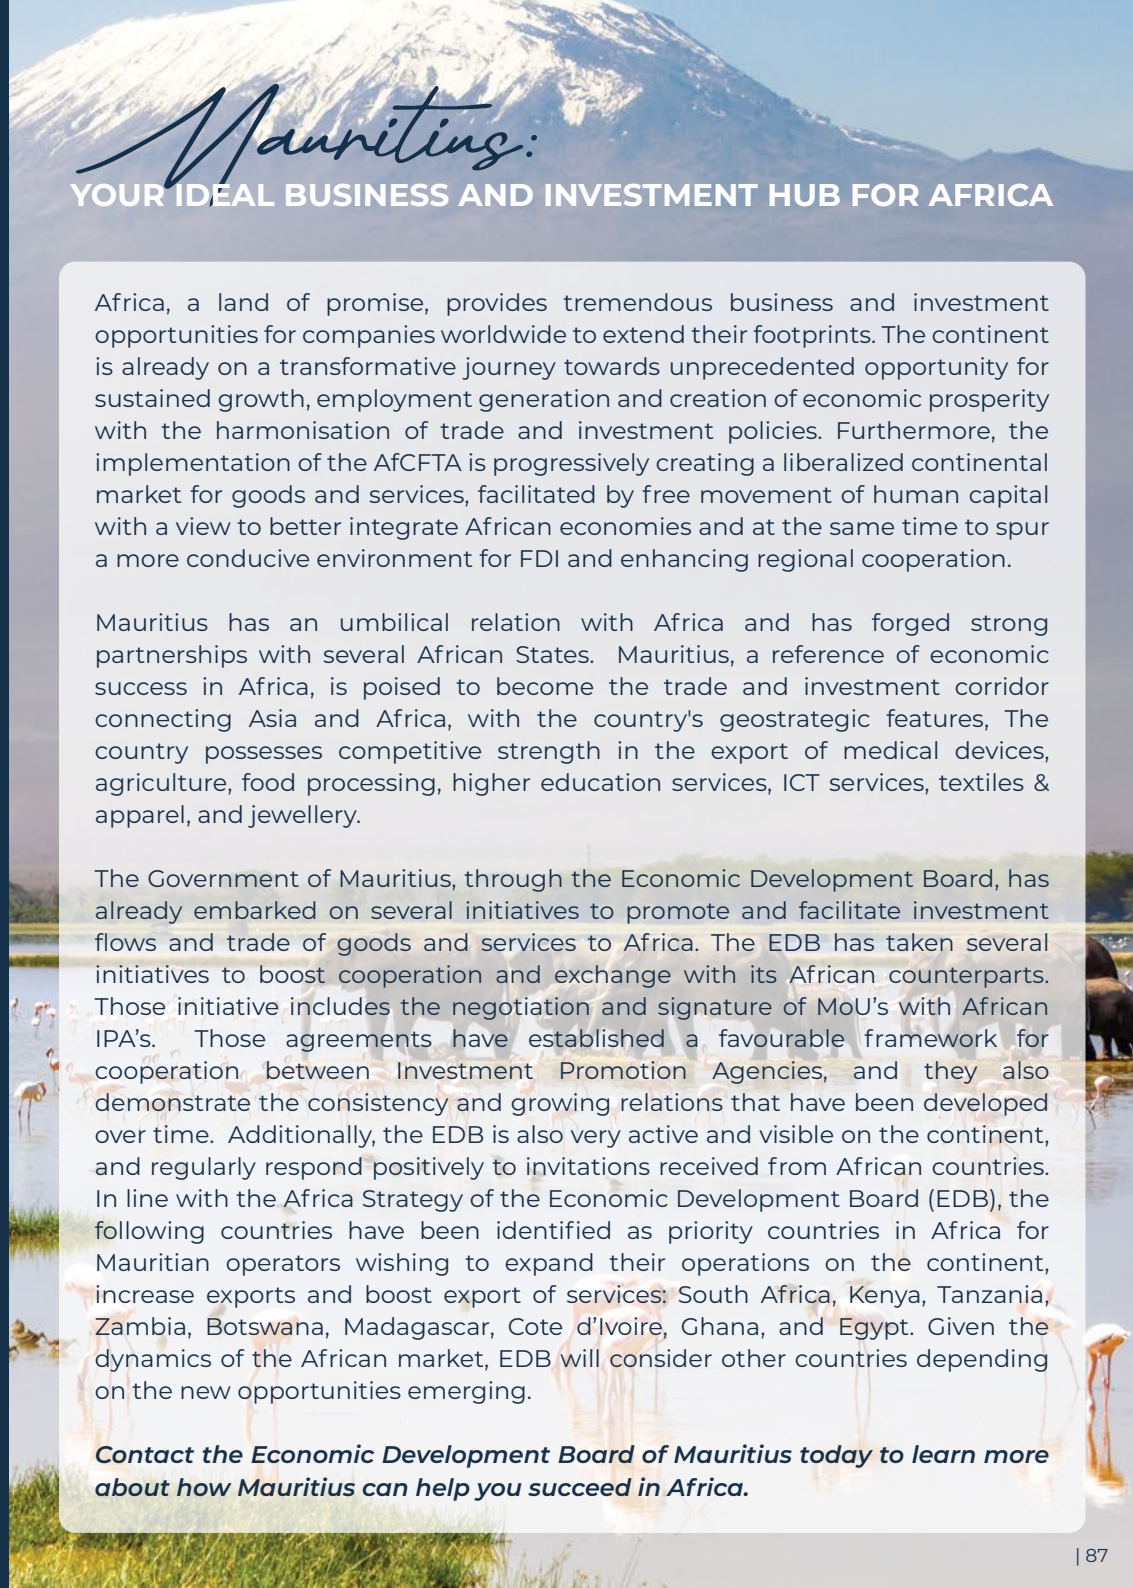 Mauritius:
YOUR IDEAL BUSINESS AND INVESTMENT HUB FOR AFRICA
Africa, a land of promise, provides tremendous business and investment
opportunities for companies worldwide to extend their footprints. The continent
is already on a transformative journey towards unprecedented opportunity for
sustained growth, employment generation and creation of economic prosperity
with the harmonisation of trade and investment policies. Furthermore, the
implementation of the AfCFTA is progressively creating a liberalized continental
market for goods and services, facilitated by free movement of human capital
with a view to better integrate African economies and at the same time to spur
a more conducive environment for FDI and enhancing regional cooperation.
Mauritius has an umbilical relation with Africa and has forged strong
partnerships with several African States. Mauritius, a reference of economic
success in Africa, is poised to become the trade and investment corridor
connecting Asia and Africa, with the country's geostrategic features, The
country possesses competitive strength in the export of medical devices,
agriculture, food processing, higher education services, ICT services, textiles &
apparel, and jewellery.
The Government of Mauritius, through the Economic Development Board, has
already embarked on several initiatives to promote and facilitate investment
flows and trade of goods and services to Africa. The EDB has taken several
initiatives to boost cooperation and exchange with its African counterparts.
Those initiative includes the negotiation and signature of MoU’s with African
IPA’s. Those agreements have established a favourable framework for
cooperation between Investment Promotion Agencies, and they also
demonstrate the consistency and growing relations that have been developed
over time. Additionally, the EDB is also very active and visible on the continent,
and regularly respond positively to invitations received from African countries.
In line with the Africa Strategy of the Economic Development Board (EDB), the
following countries have been identified as priority countries in Africa for
Mauritian operators wishing to expand their operations on the continent,
increase exports and boost export of services: South Africa, Kenya, Tanzania,
Zambia, Botswana, Madagascar, Cote d’Ivoire, Ghana, and Egypt. Given the
dynamics of the African market, EDB will consider other countries depending
on the new opportunities emerging.
Contact the Economic Development Board of Mauritius today to learn more
about how Mauritius can help you succeed in Africa.
| 87